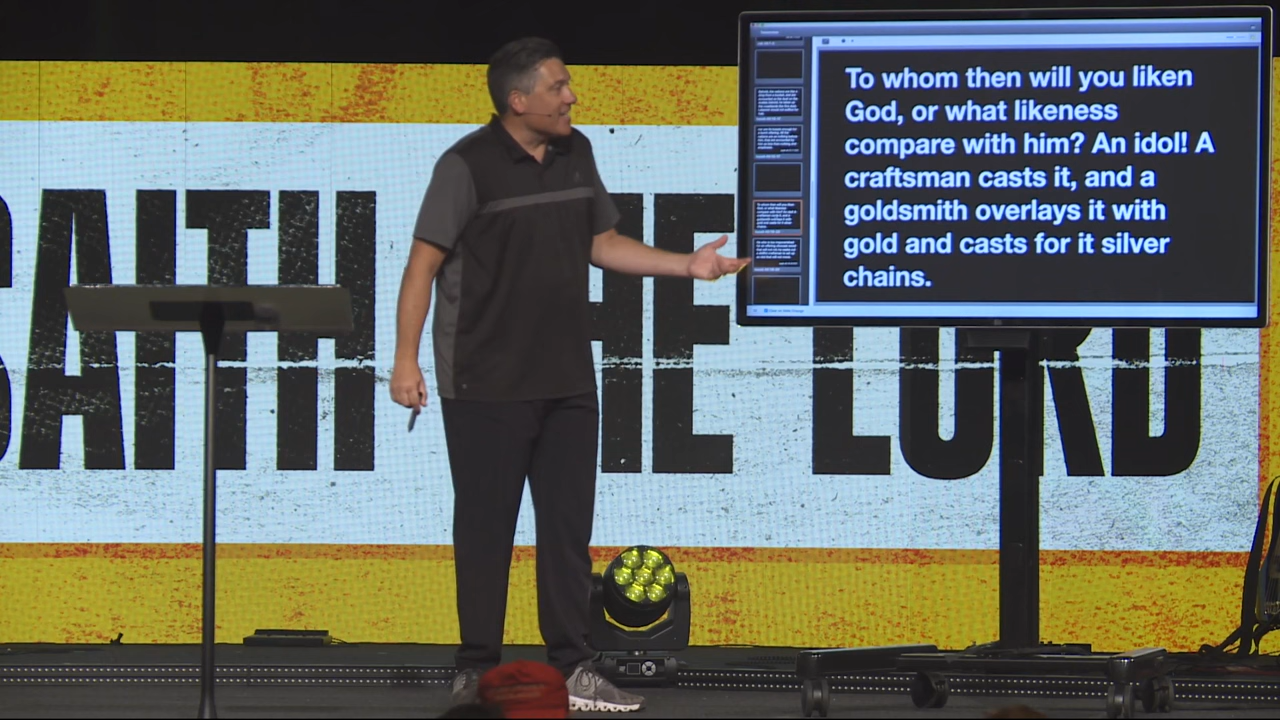 To whom then will you liken
God, or what likeness
compare with him? An idol! A
craftsman casts it, and a
goldsmith overlays it with
gold and casts for it silver
chains.
SAITH THE LORD